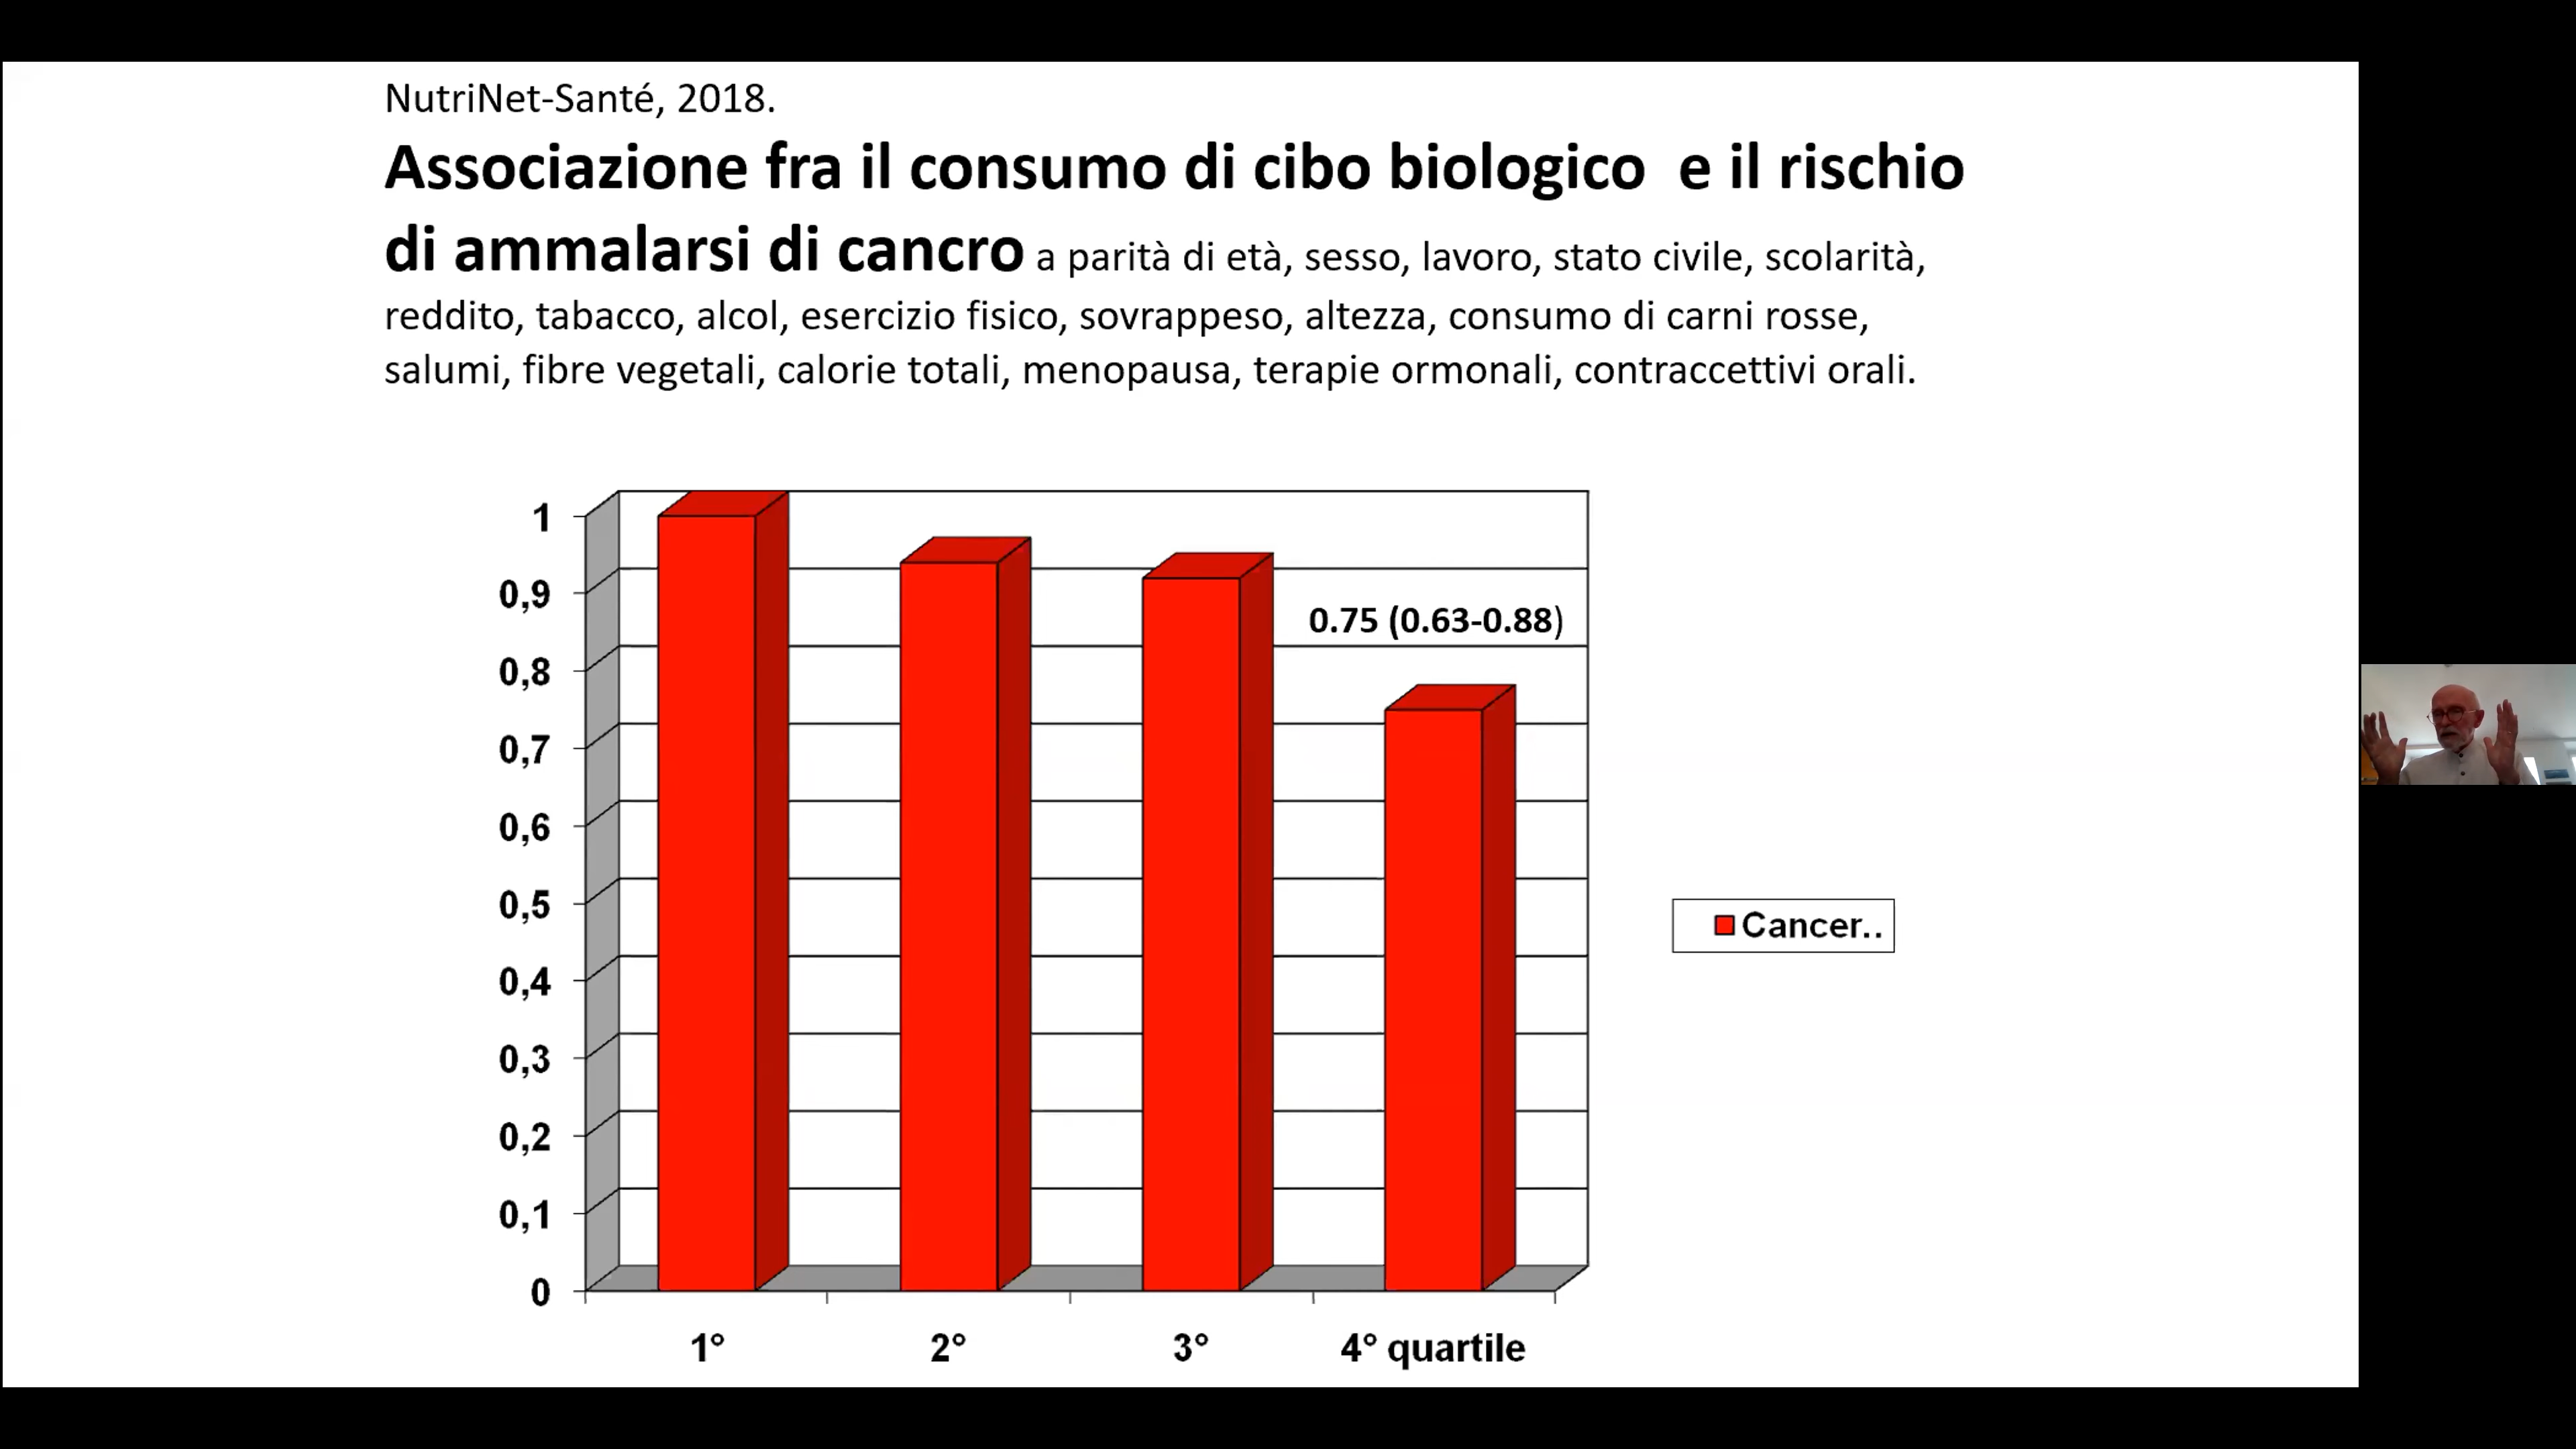 NutriNet-Santé, 2018.
Associazione fra il consumo di cibo biologico e il rischio
di ammalarsi di cancro a parità di età, sesso, lavoro, stato civile, scolarità,
reddito, tabacco, alcol, esercizio fisico, sovrappeso, altezza, consumo di carni rosse,
salumi, fibre vegetali, calorie totali, menopausa, terapie ormonali, contraccettivi orali.
1
0,9
0.75 (0.63-0.88)
0,8
0,7
0,6
0,5
Cancer..
0,4
0,3
0,2
0,1
0
1° 2° 3° 4° quartile